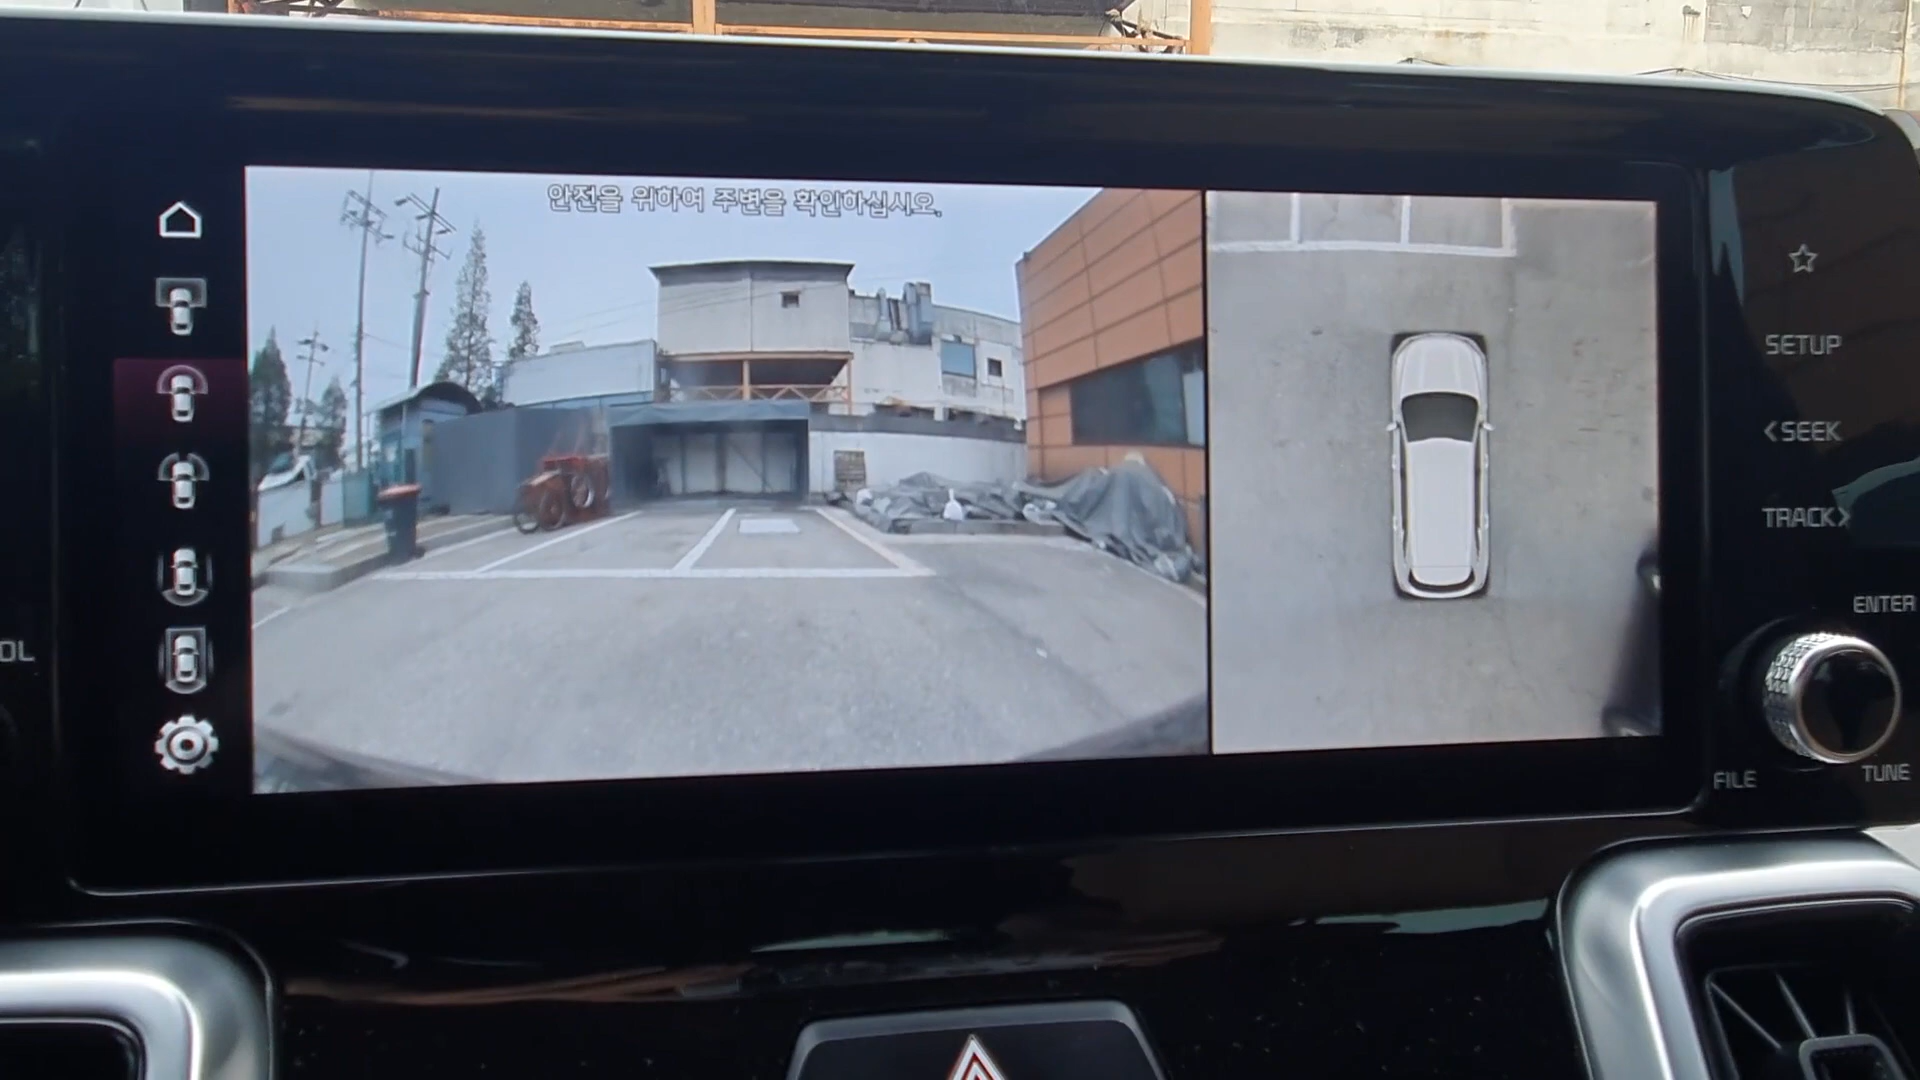 안전을 위하여 주변을 확인하십시오.
SETUP
<SEEK
TRACK>
ENTER
OL
FILE
TUNE